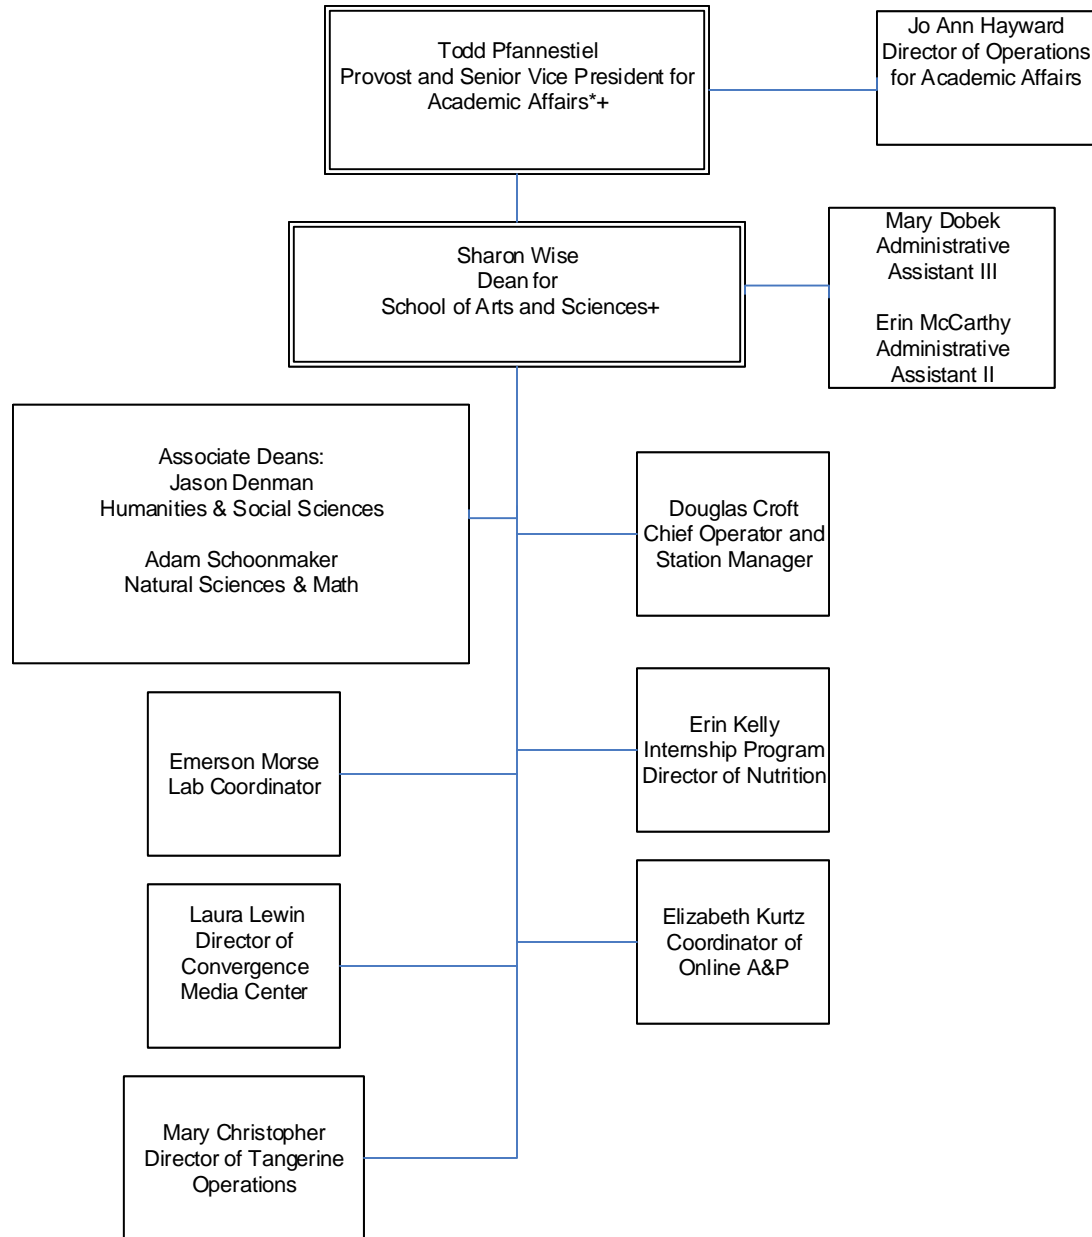 Todd Pfannestiel
Provost and Senior Vice President for
Academic Affairs*+
Jo Ann Hayward
Director of Operations
for Academic Affairs
Sharon Wise
Dean for
School of Arts and Sciences+
Mary Dobek
Administrative
Assistant III
Erin McCarthy
Administrative
Assistant II
Associate Deans:
Jason Denman
Humanities & Social Sciences
Adam Schoonmaker
Natural Sciences & Math
Douglas Croft
Chief Operator and
Station Manager
Emerson Morse
Lab Coordinator
Erin Kelly
Internship Program
Director of Nutrition
Laura Lewin
Director of
Convergence
Media Center
Elizabeth Kurtz
Coordinator of
Online A&P
Mary Christopher
Director of Tangerine
Operations